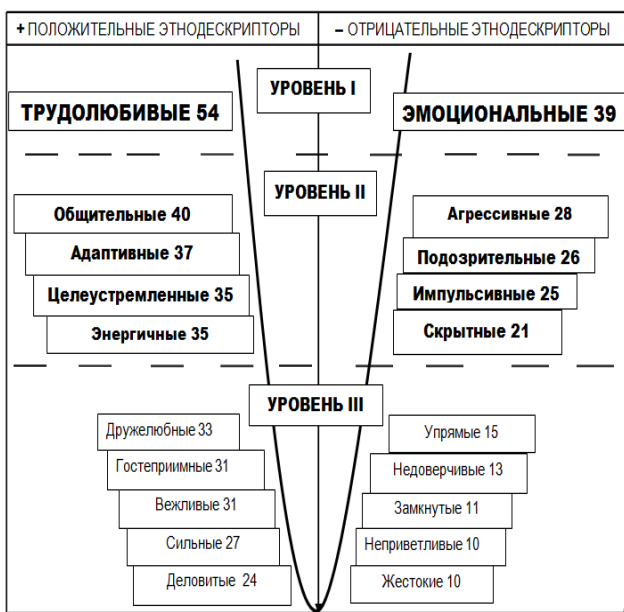 + ПОЛОЖИТЕЛЬНЫЕ ЭТНОДЕСКРИПТОРЫ
– ОТРИЦАТЕЛЬНЫЕ ЭТНОДЕСКРИПТОРЫ
УРОВЕНЬ I
ТРУДОЛЮБИВЫЕ 54
ЭМОЦИОНАЛЬНЫЕ 39
УРОВЕНЬ II
Общительные 40
Адаптивные 37
Целеустремленные 35
Энергичные 35
Агрессивные 28
Подозрительные 26
Импульсивные 25
Скрытные 21
УРОВЕНЬ III
Дружелюбные 33
Гостеприимные 31
Вежливые 31
Сильные 27
Деловитые 24
Упрямые 15
Недоверчивые 13
Замкнутые 11
Неприветливые 10
Жестокие 10